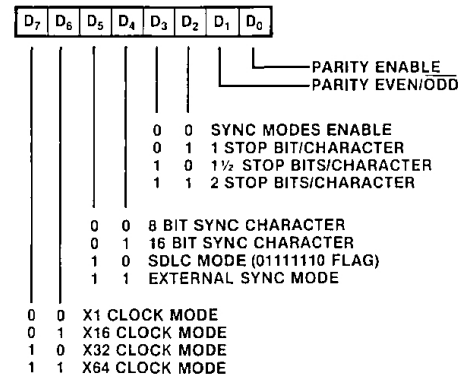 D7 D6 D5 D4 D3 D2 D1 D0
PARITY ENABLE
PARITY EVEN/ODD
0 0 SYNC MODES ENABLE
0 1 1 STOP BIT/CHARACTER
1 0 1½ STOP BITS/CHARACTER
1 1 2 STOP BITS/CHARACTER
0 0 8 BIT SYNC CHARACTER
0 1 16 BIT SYNC CHARACTER
1 0 SDLC MODE (01111110 FLAG)
1 1 EXTERNAL SYNC MODE
0 0 X1 CLOCK MODE
0 1 X16 CLOCK MODE
1 0 X32 CLOCK MODE
1 1 X64 CLOCK MODE